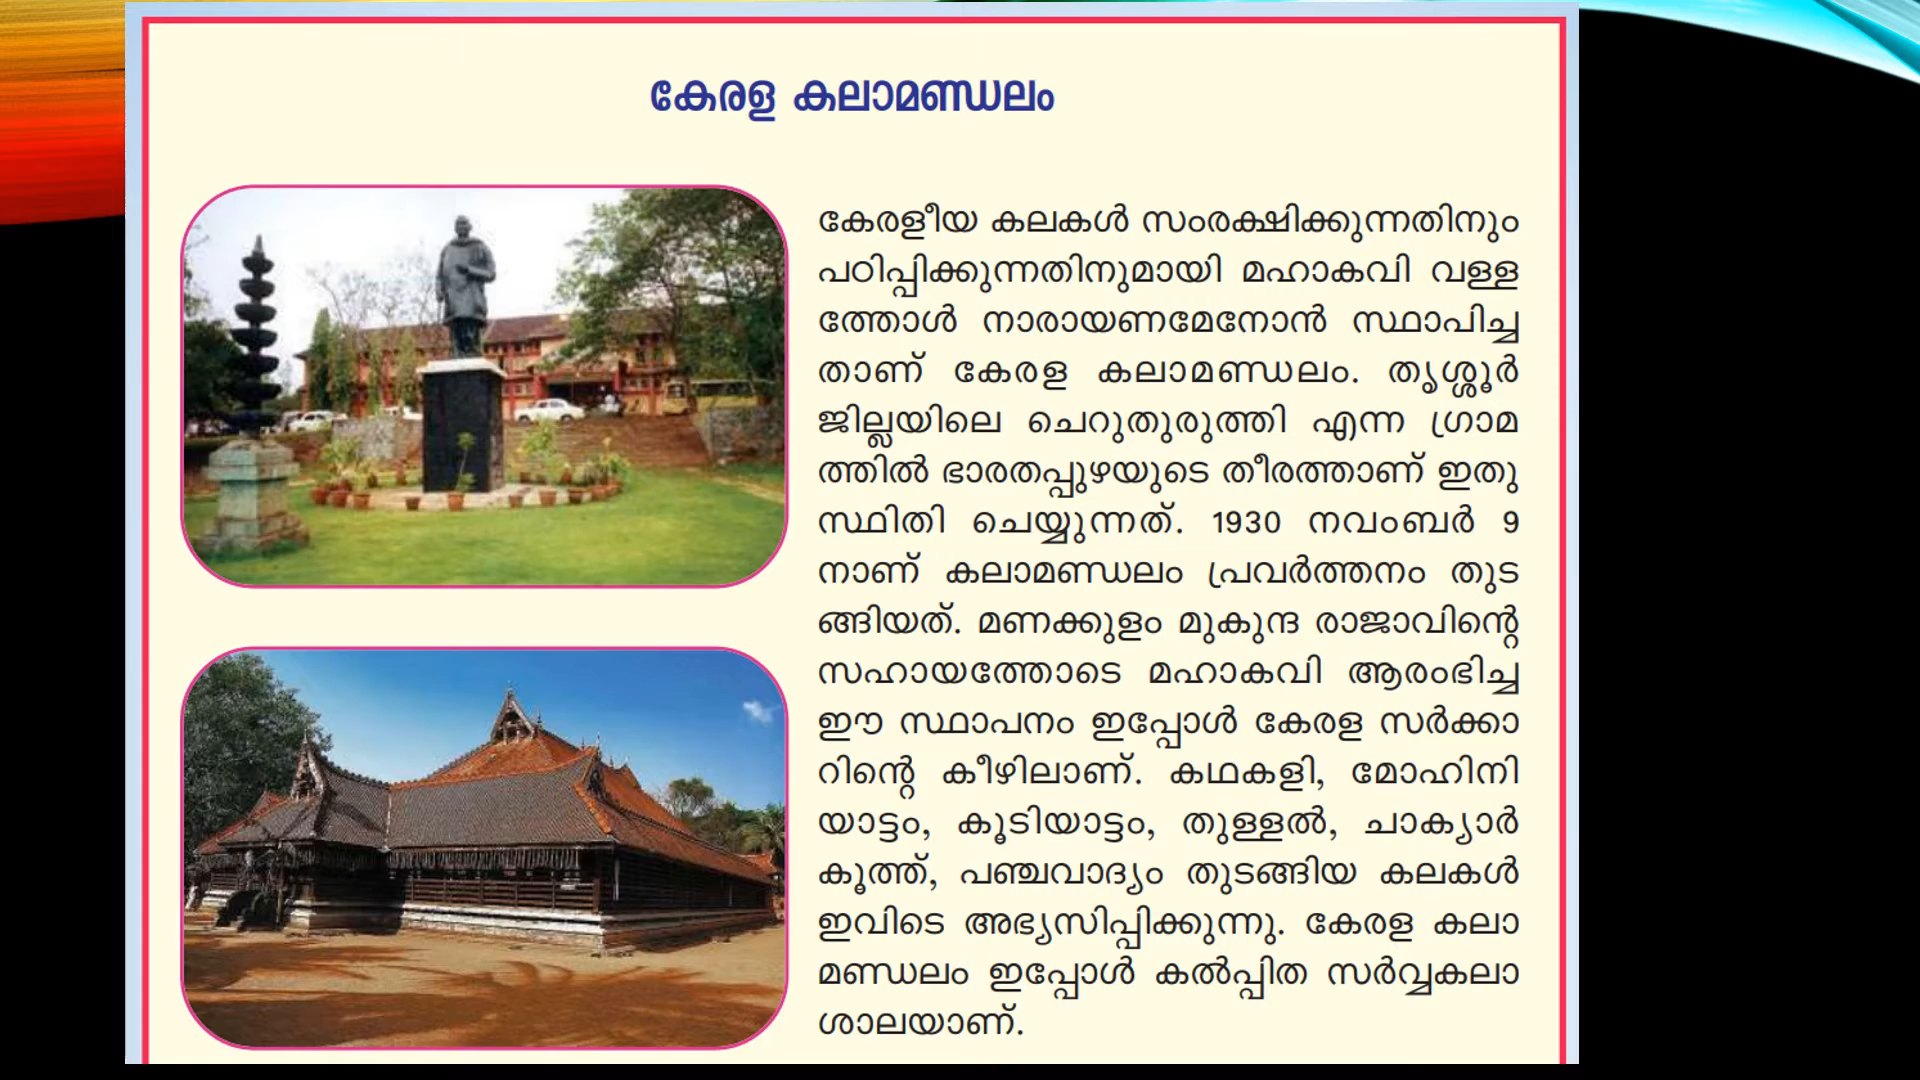 കേരള കലാമണ്ഡലം
കേരളീയ കലകൾ സംരക്ഷിക്കുന്നതിനും
പഠിപ്പിക്കുന്നതിനുമായി മഹാകവി വള്ള
ത്തോൾ നാരായണമേനോൻ സ്ഥാപിച്ച
താണ് കേരള കലാമണ്ഡലം. തൃശ്ശൂർ
ജില്ലയിലെ ചെറുതുരുത്തി എന്ന ഗ്രാമ
ത്തിൽ ഭാരതപ്പുഴയുടെ തീരത്താണ് ഇതു
സ്ഥിതി ചെയ്യുന്നത്. 1930 നവംബർ 9
നാണ് കലാമണ്ഡലം പ്രവർത്തനം തുട
ങ്ങിയത്. മണക്കുളം മുകുന്ദ രാജാവിന്റെ
സഹായത്തോടെ മഹാകവി ആരംഭിച്ച
ഈ സ്ഥാപനം ഇപ്പോൾ കേരള സർക്കാ
റിന്റെ കീഴിലാണ്. കഥകളി, മോഹിനി
യാട്ടം, കൂടിയാട്ടം, തുള്ളൽ, ചാക്യാർ
കൂത്ത്, പഞ്ചവാദ്യം തുടങ്ങിയ കലകൾ
ഇവിടെ അഭ്യസിപ്പിക്കുന്നു. കേരള കലാ
മണ്ഡലം ഇപ്പോൾ കൽപ്പിത സർവ്വകലാ
ശാലയാണ്.